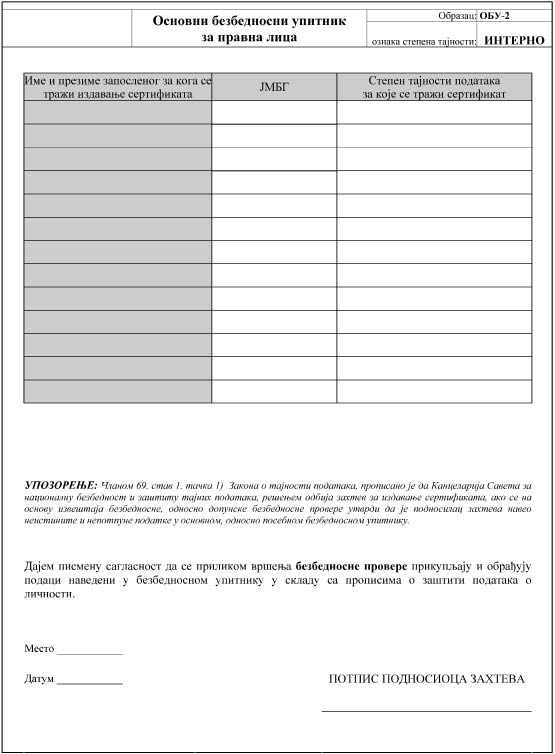 Основни безбедносни упитник
за правна лица
Образац: ОБУ-2
ознака степена тајности: ИНТЕРНО
Име и презиме запосленог за кога се
тражи издавање сертификата
ЈМБГ
Степен тајности података
за које се тражи сертификат
УПОЗОРЕЊЕ: Чланом 69. став 1. тачка 1) Закона о тајности података, прописано је да Канцеларија Савета за
националну безбедност и заштиту тајних података, решењем одбија захтев за издавање сертификата, ако се на
основу извештаја безбедносне, односно допунске безбедносне провере утврди да је подносилац захтева навео
неистините и непотпуне податке у основном, односно посебном безбедносном упитнику.
Дајем писмену сагласност да се приликом вршења безбедносне провере прикупљају и обрађују
подаци наведени у безбедносном упитнику у складу са прописима о заштити података о
личности.
Место ____________
Датум ____________
ПОТПИС ПОДНОСИОЦА ЗАХТЕВА